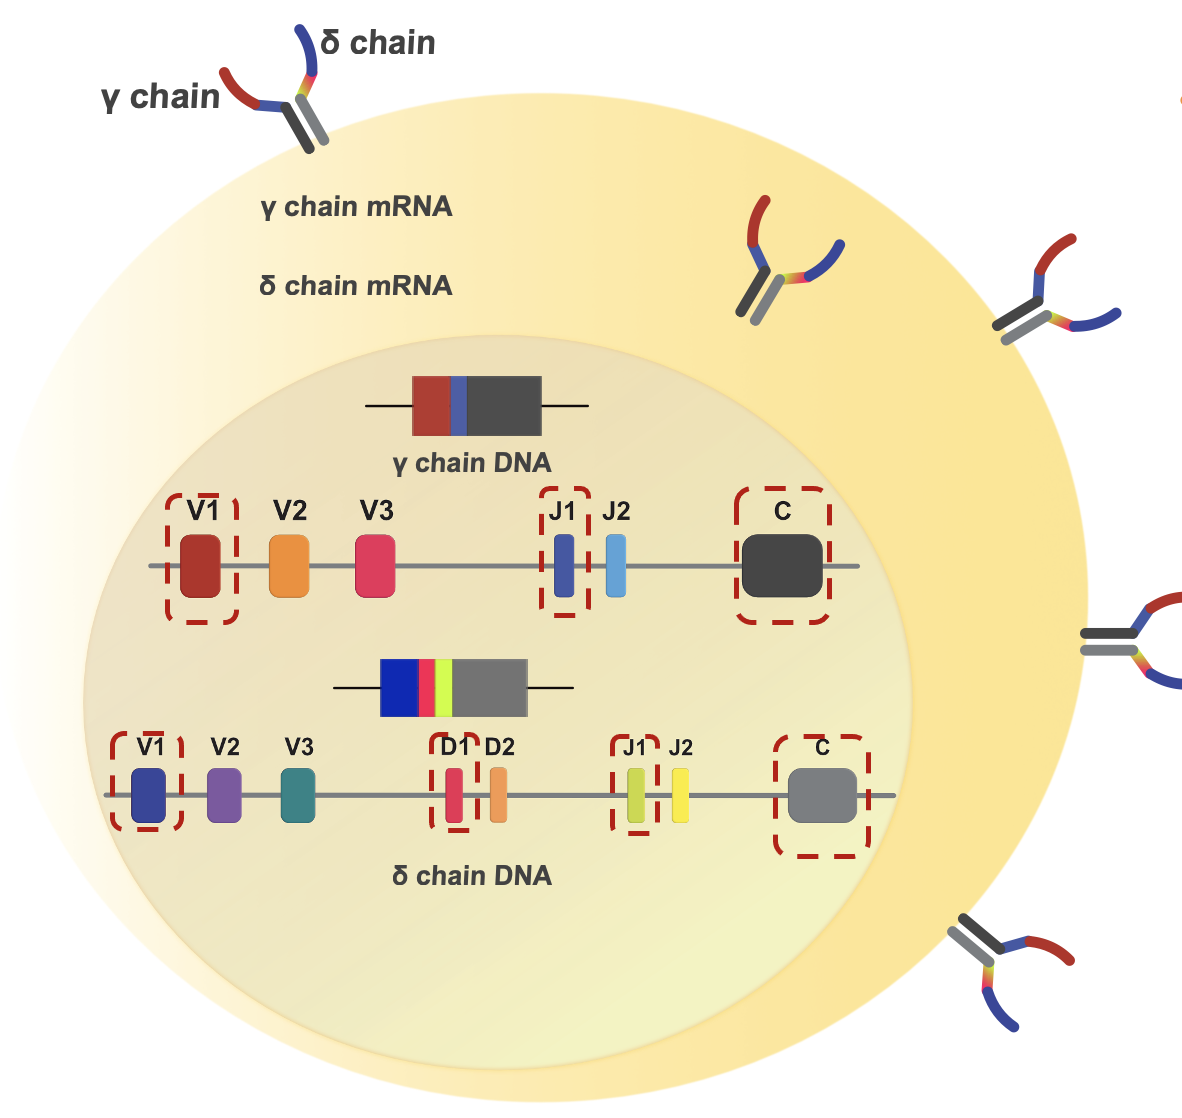 δ chain
γ chain
γ chain mRNA
δ chain mRNA
γ chain DNA
V1 V2 V3 J1 J2 C
V1 V2 V3 D1 D2 J1 J2 C
δ chain DNA